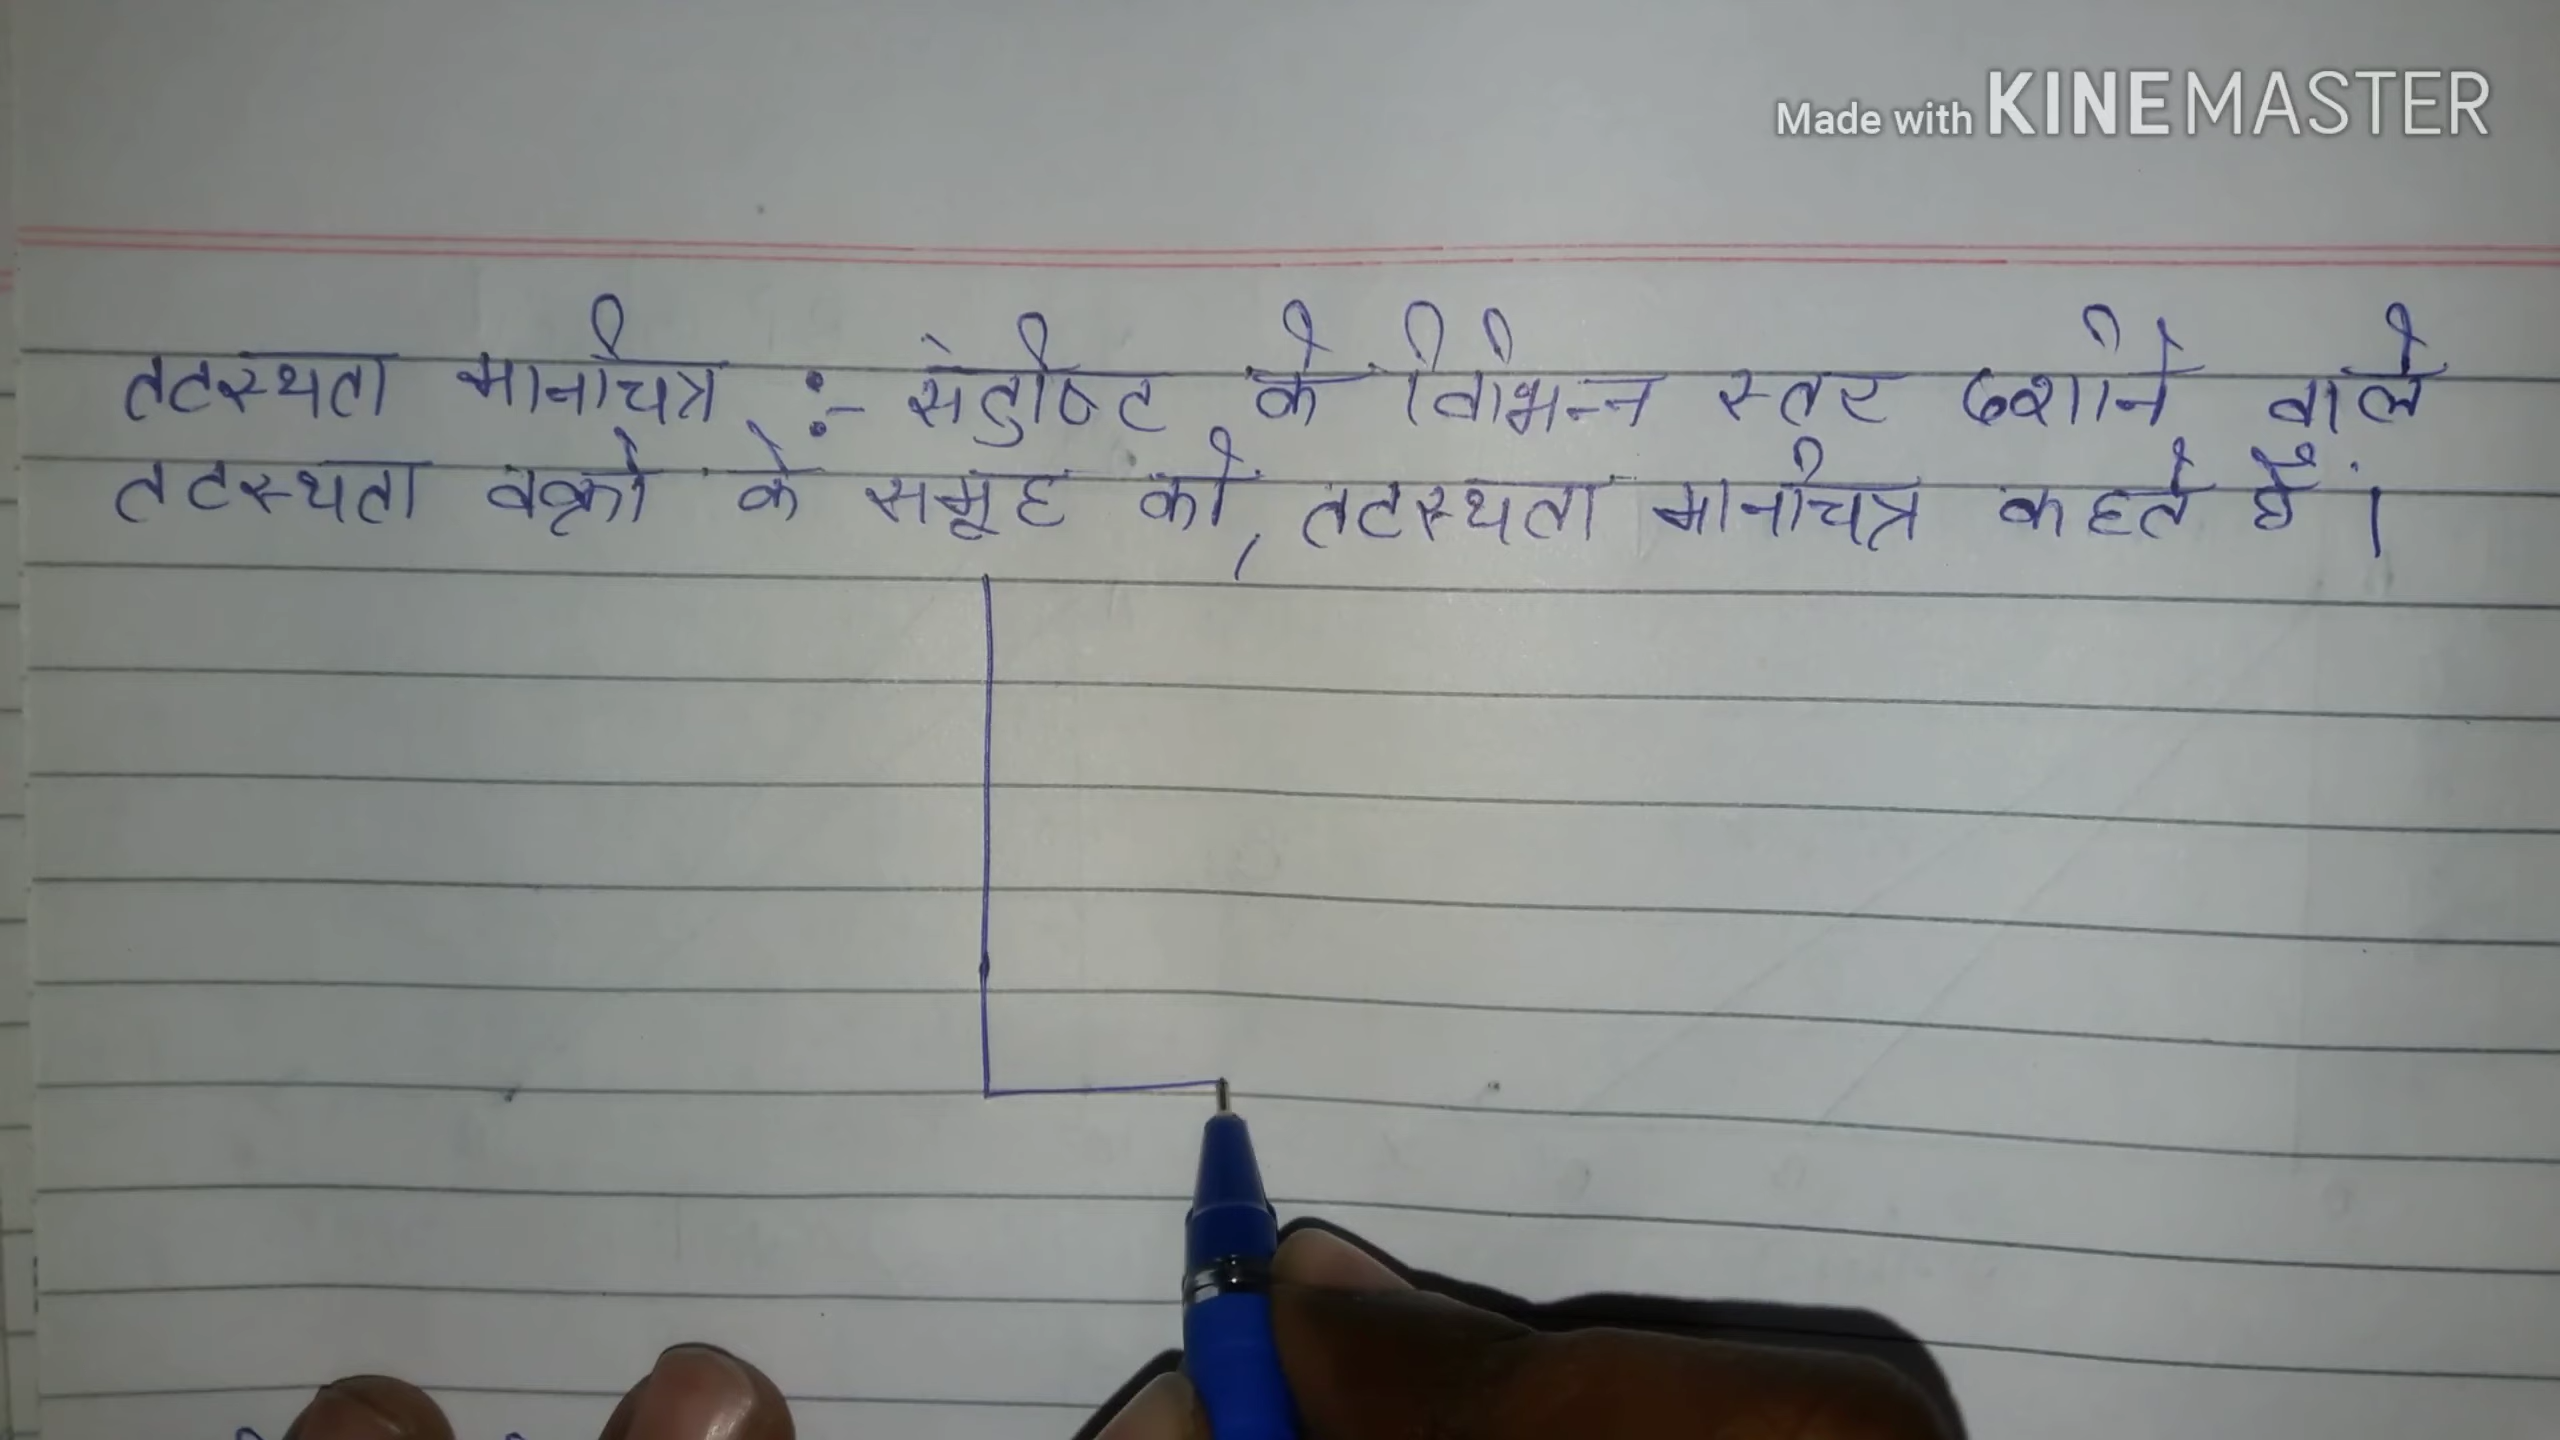 Made with KINEMASTER
तटस्थता मानचित्र :- संतुष्टि के विभिन्न स्तर दर्शाने वाले
तटस्थता वक्रो के समूह को, तटस्थता मानचित्र कहते हैं।